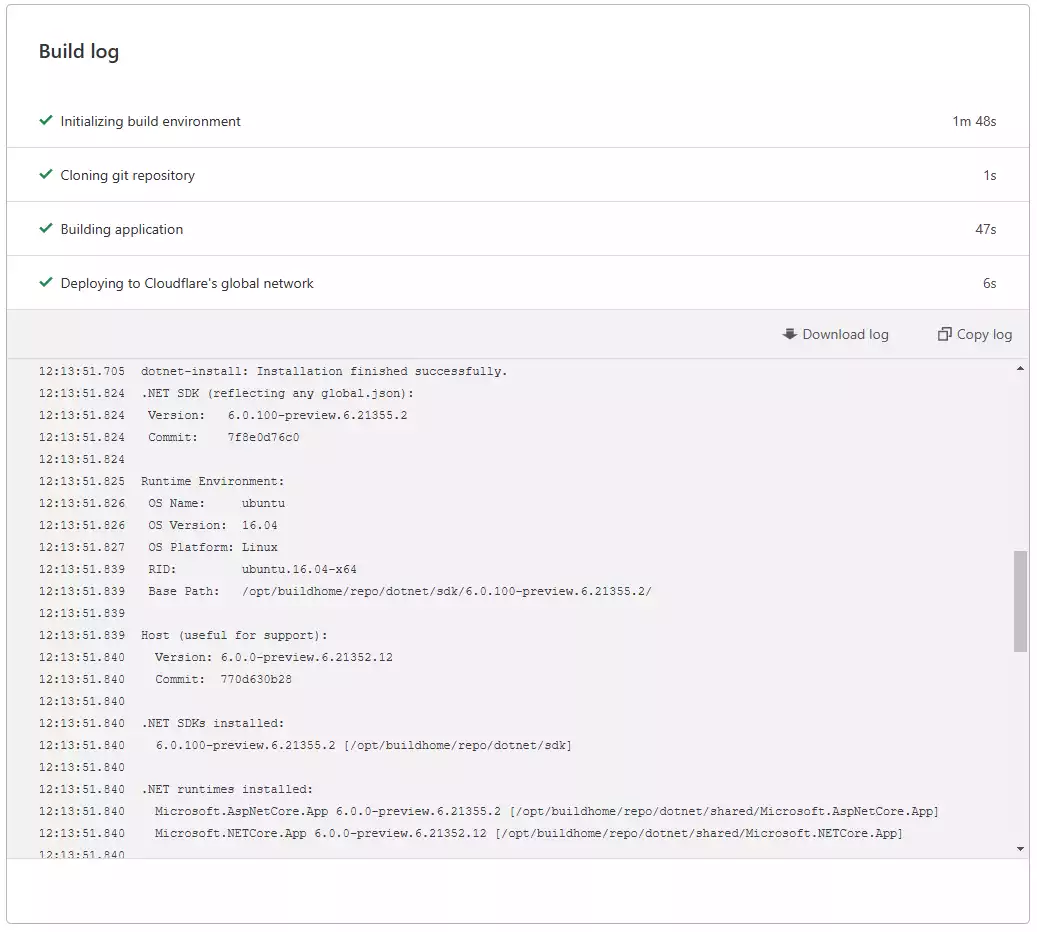 Build log
Initializing build environment 1m 48s
Cloning git repository 1s
Building application 47s
Deploying to Cloudflare's global network 6s
Download log Copy log
12:13:51.705 dotnet-install: Installation finished successfully.
12:13:51.824 .NET SDK (reflecting any global.json):
12:13:51.824 Version: 6.0.100-preview.6.21355.2
12:13:51.824 Commit: 7f8e0d76c0
12:13:51.824
12:13:51.825 Runtime Environment:
12:13:51.826 OS Name: ubuntu
12:13:51.826 OS Version: 16.04
12:13:51.827 OS Platform: Linux
12:13:51.839 RID: ubuntu.16.04-x64
12:13:51.839 Base Path: /opt/buildhome/repo/dotnet/sdk/6.0.100-preview.6.21355.2/
12:13:51.839
12:13:51.839 Host (useful for support):
12:13:51.840 Version: 6.0.0-preview.6.21352.12
12:13:51.840 Commit: 770d630b28
12:13:51.840
12:13:51.840 .NET SDKs installed:
12:13:51.840 6.0.100-preview.6.21355.2 [/opt/buildhome/repo/dotnet/sdk]
12:13:51.840
12:13:51.840 .NET runtimes installed:
12:13:51.840 Microsoft.AspNetCore.App 6.0.0-preview.6.21355.2 [/opt/buildhome/repo/dotnet/shared/Microsoft.AspNetCore.App]
12:13:51.840 Microsoft.NETCore.App 6.0.0-preview.6.21352.12 [/opt/buildhome/repo/dotnet/shared/Microsoft.NETCore.App]
12:13:51.840